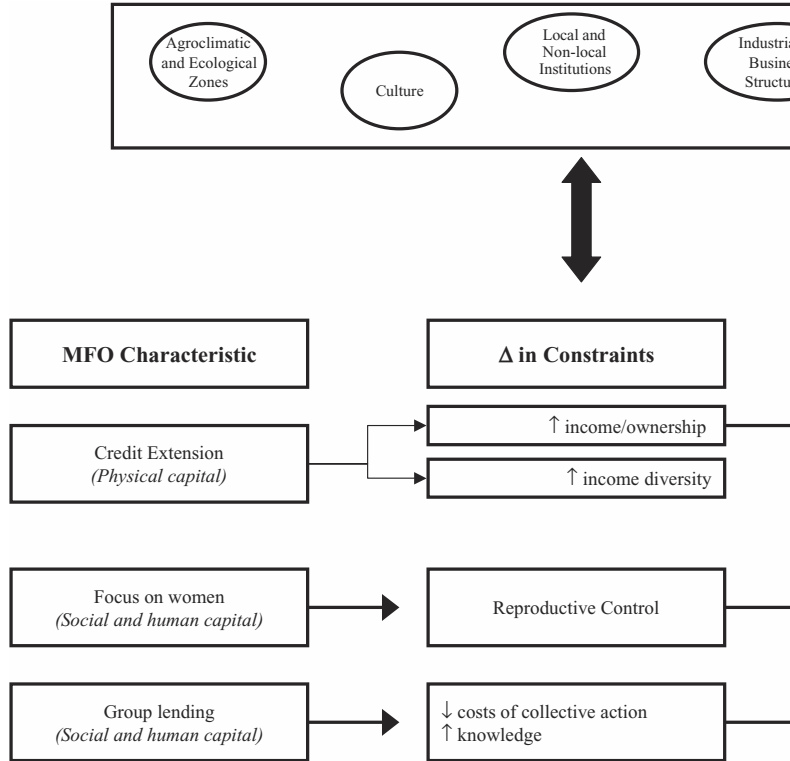 Agroclimatic
and Ecological
Zones
Culture
Local and
Non-local
Institutions
MFO Characteristic
Δ in Constraints
Credit Extension
(Physical capital)
↑ income/ownership
↑ income diversity
Focus on women
(Social and human capital)
Reproductive Control
Group lending
(Social and human capital)
↓ costs of collective action
↑ knowledge